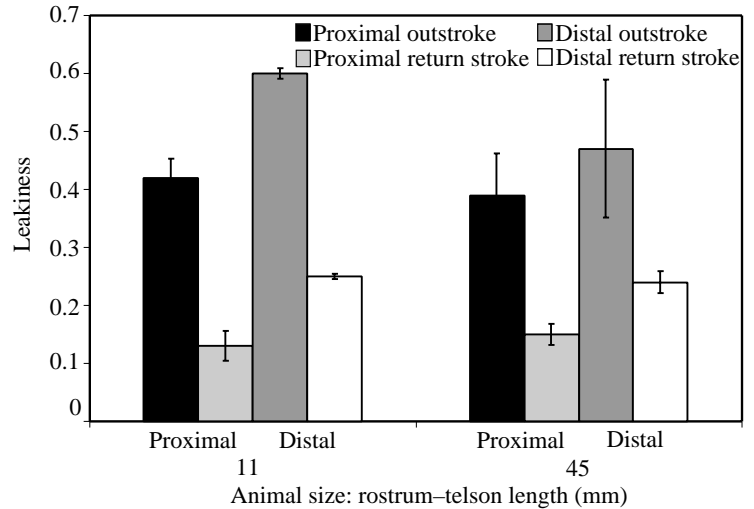 0.7
0.6
0.5
0.4
0.3
0.2
0.1
0
Leakiness
Proximal outstroke
Distal outstroke
Proximal return stroke
Distal return stroke
Proximal Distal Proximal Distal
11 45
Animal size: rostrum–telson length (mm)